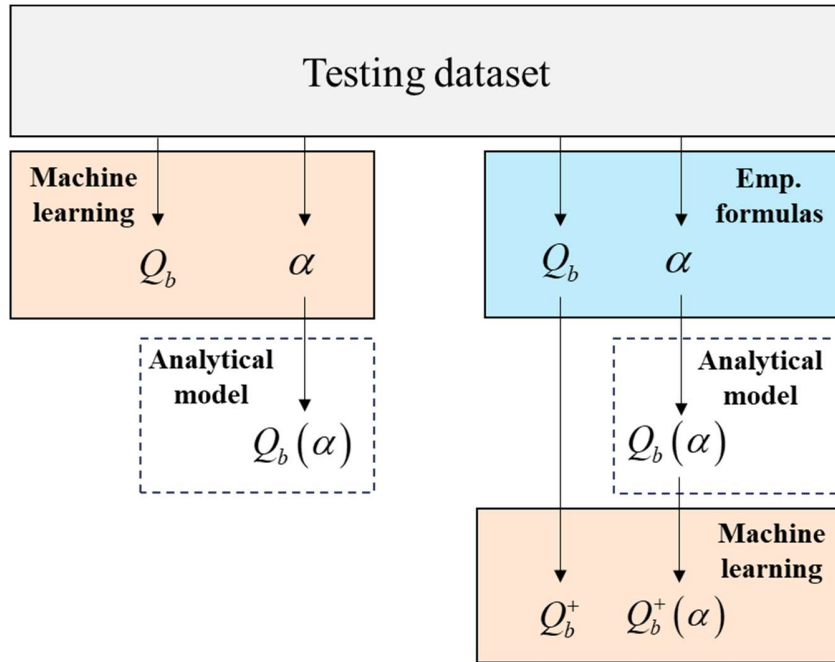 Testing dataset
Machine
learning
Q_b α
Analytical
model
Q_b(α)
Emp.
formulas
Q_b α
Analytical
model
Q_b(α)
Machine
learning
Q_b^+ Q_b^+(α)